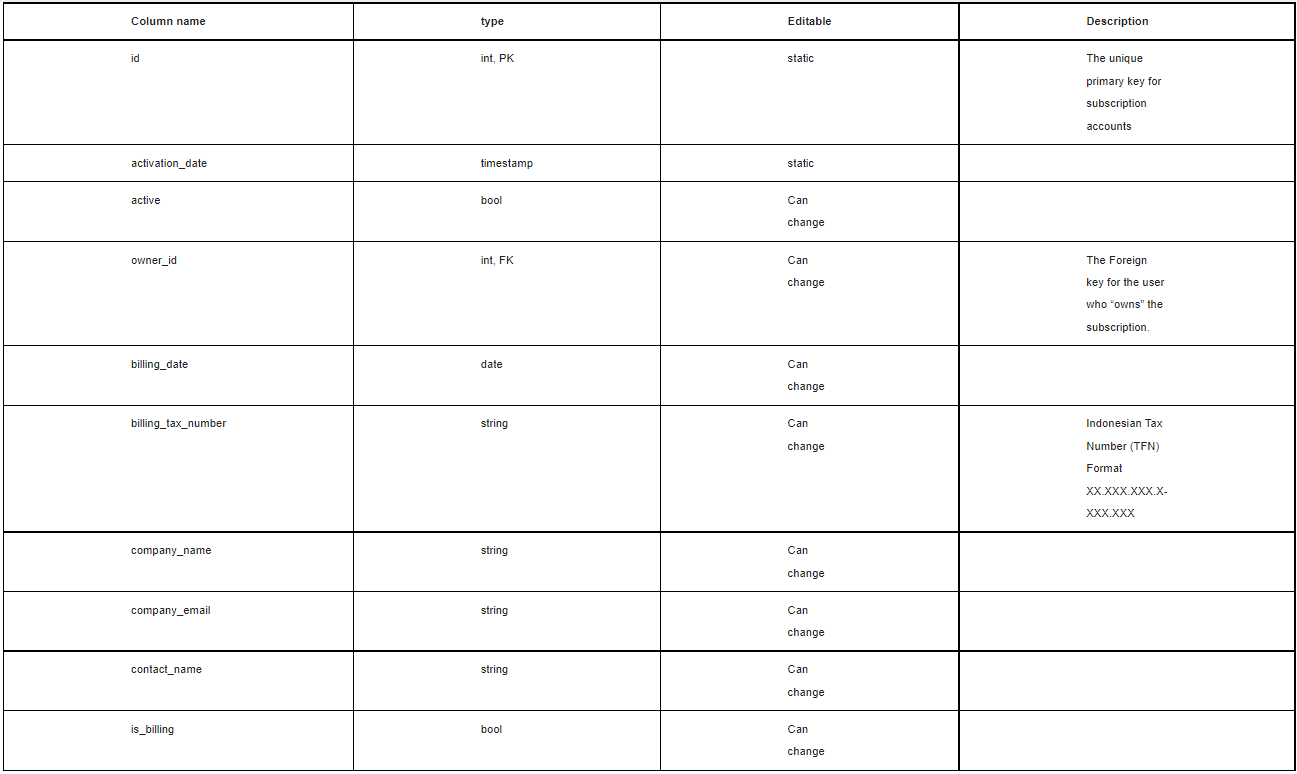 Column name type Editable Description
id int, PK static The unique
primary key for
subscription
accounts
activation_date timestamp static
active bool Can
change
owner_id int, FK Can The Foreign
change key for the user
who “owns” the
subscription.
billing_date date Can
change
billing_tax_number string Can Indonesian Tax
change Number (TFN)
Format
XX.XXX.XXX.X-
XXX.XXX
company_name string Can
change
company_email string Can
change
contact_name string Can
change
is_billing bool Can
change